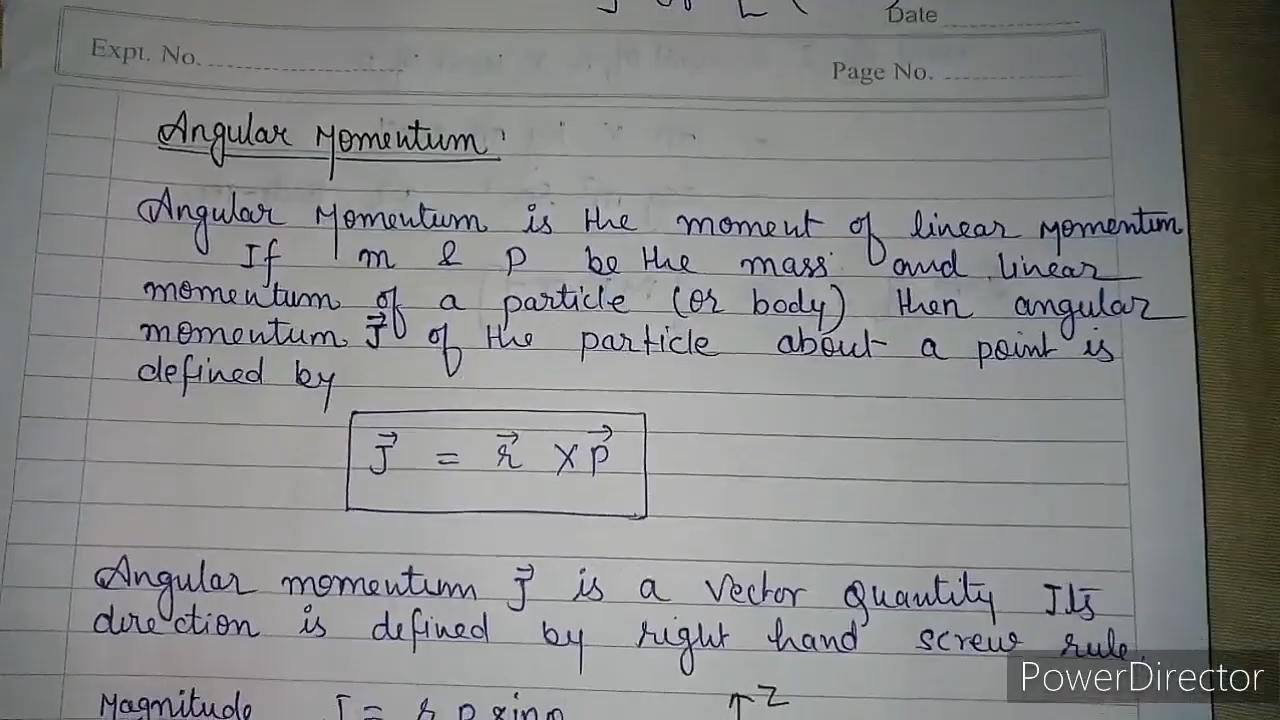 Date
Expt. No.
Page No.
Angular Momentum
Angular Momentum is the moment of linear Momentum
If m & p be the mass and linear
momentum of a particle (or body) then angular
momentum J⃗ of the particle about a point is
defined by
J⃗ = r⃗ × p⃗
Angular momentum J⃗ is a vector quantity Its
direction is defined by right hand screw rule.
Magnitude J = r p sinθ
↑z
PowerDirector